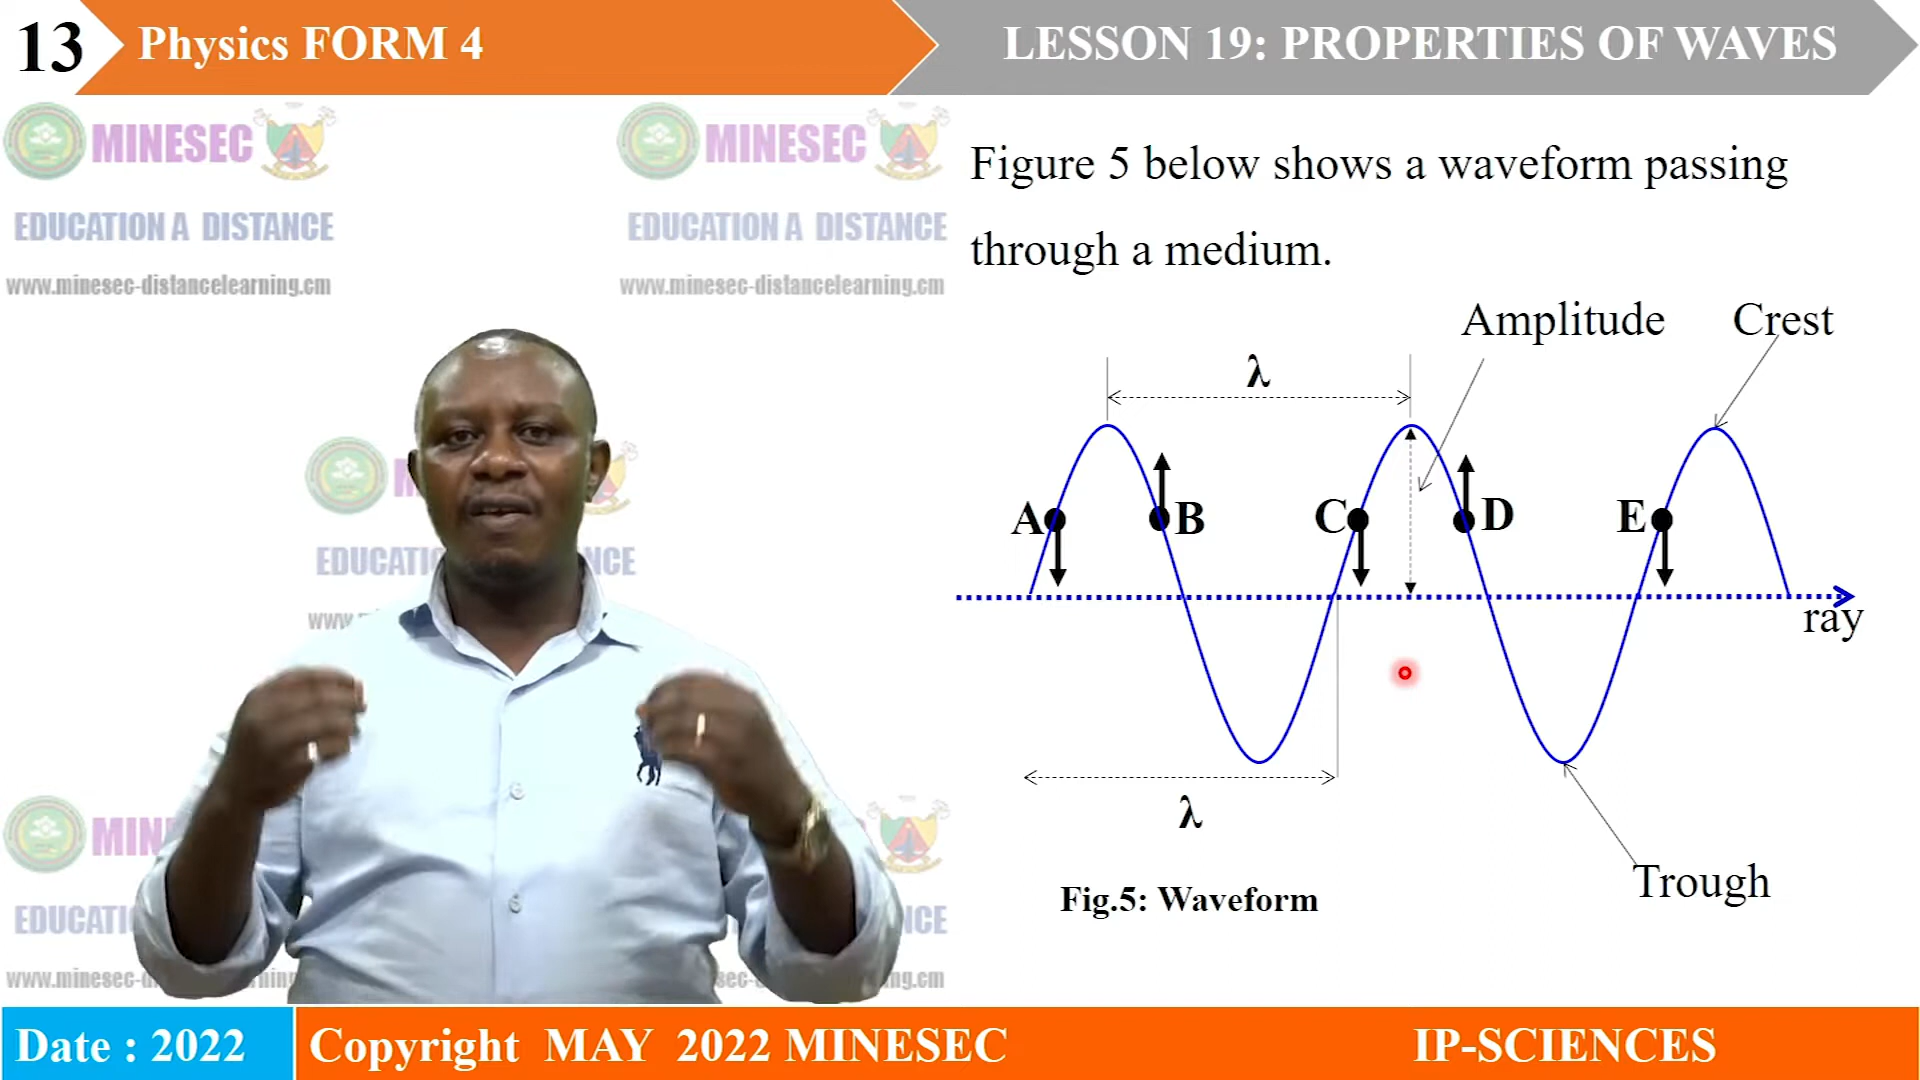 13
Physics FORM 4
LESSON 19: PROPERTIES OF WAVES
MINESEC
MINESEC
EDUCATION A DISTANCE
EDUCATION A DISTANCE
www.minesec-distancelearning.cm
www.minesec-distancelearning.cm
Figure 5 below shows a waveform passing
through a medium.
Amplitude
Crest
λ
A
B
C
D
E
ray
λ
Trough
Fig.5: Waveform
Date : 2022
Copyright MAY 2022 MINESEC
IP-SCIENCES